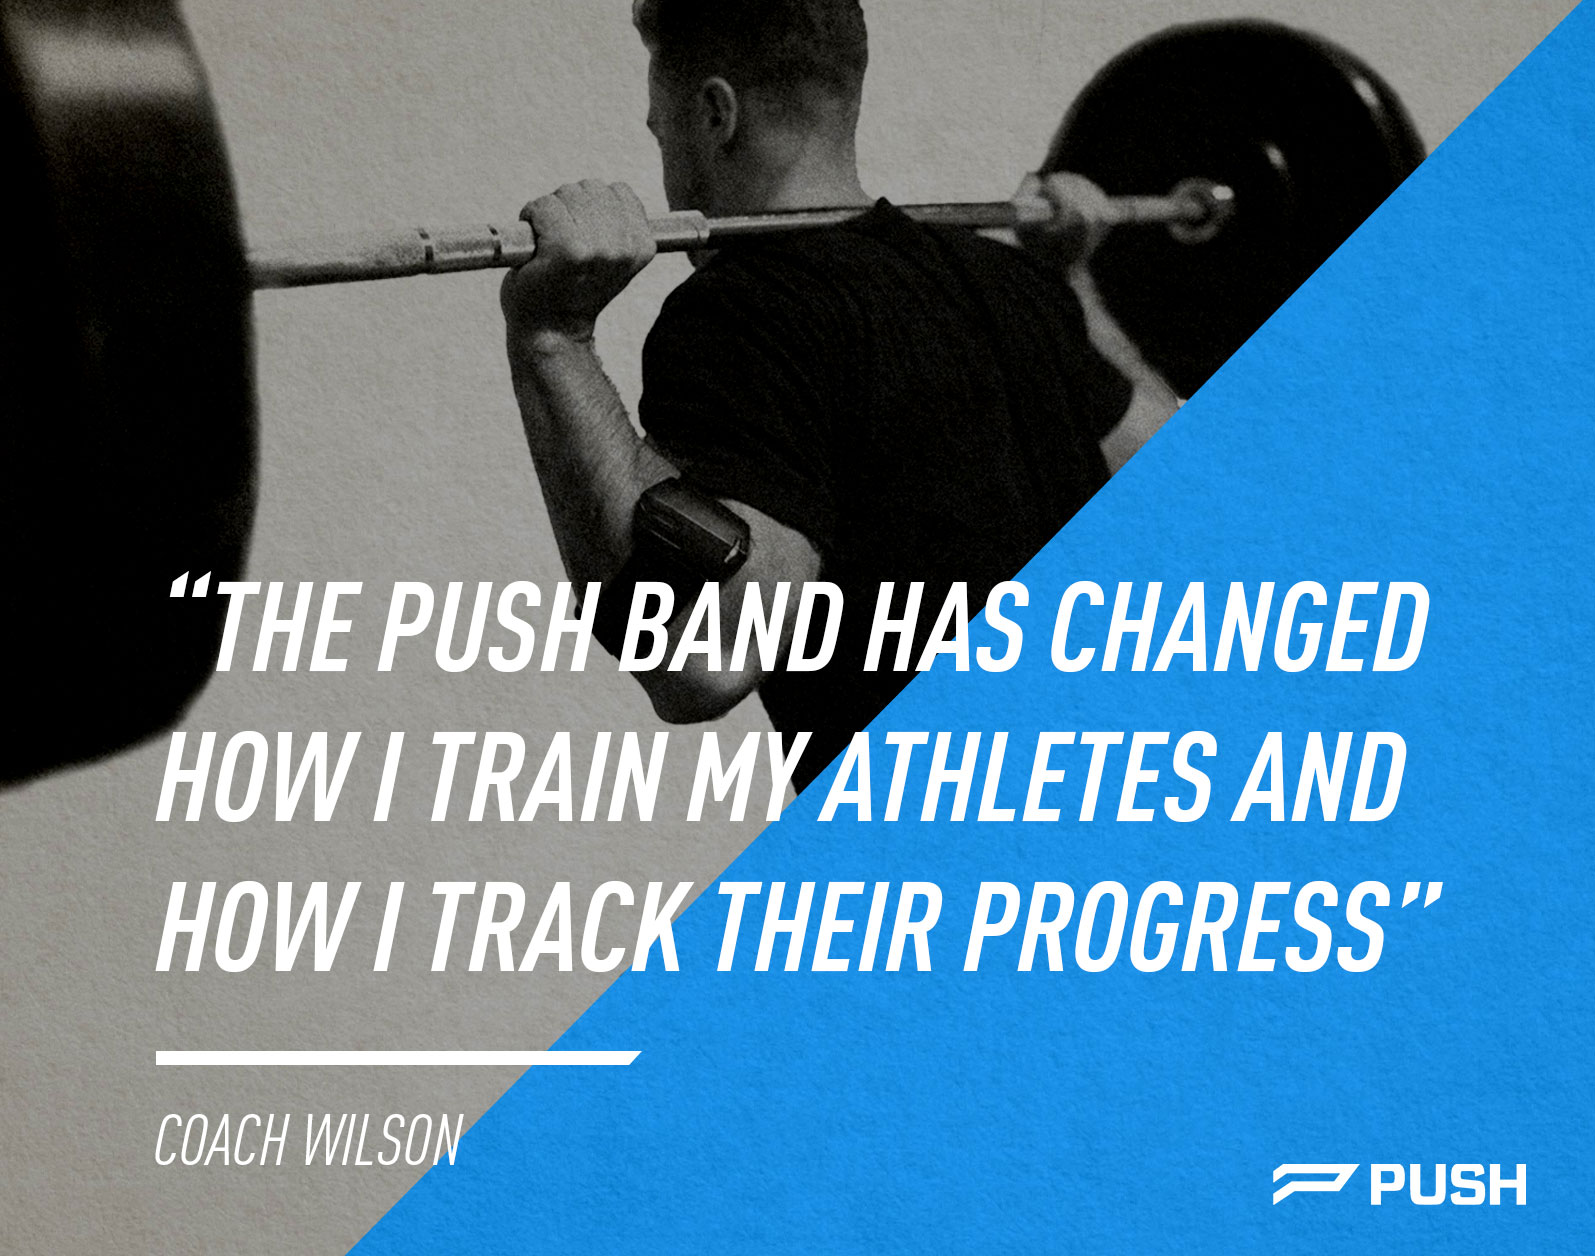 “THE PUSH BAND HAS CHANGED
HOW I TRAIN MY ATHLETES AND
HOW I TRACK THEIR PROGRESS”
COACH WILSON
PUSH